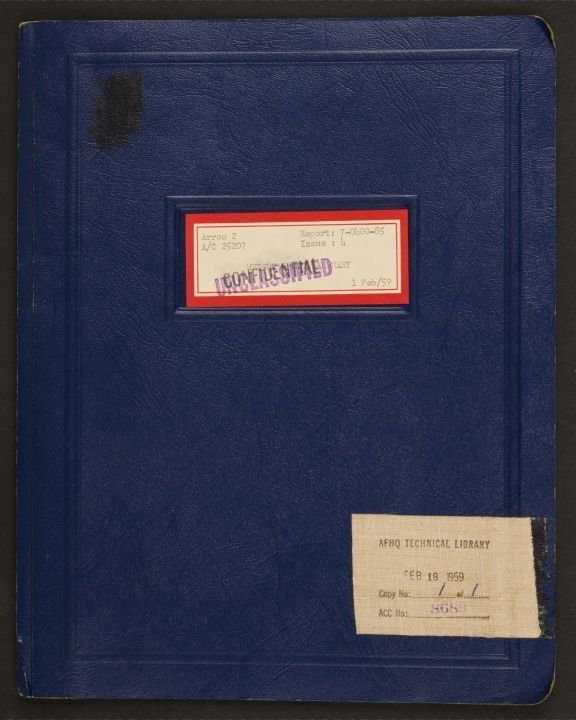 Arrow 2 Report: 7-0400-85
A/C 25207 Issue : 4
CONFIDENTIAL
UNCLASSIFIED
1 Feb/59
AFHQ TECHNICAL LIBRARY
FEB 18 1959
Copy No: 1 of 1
ACC No: